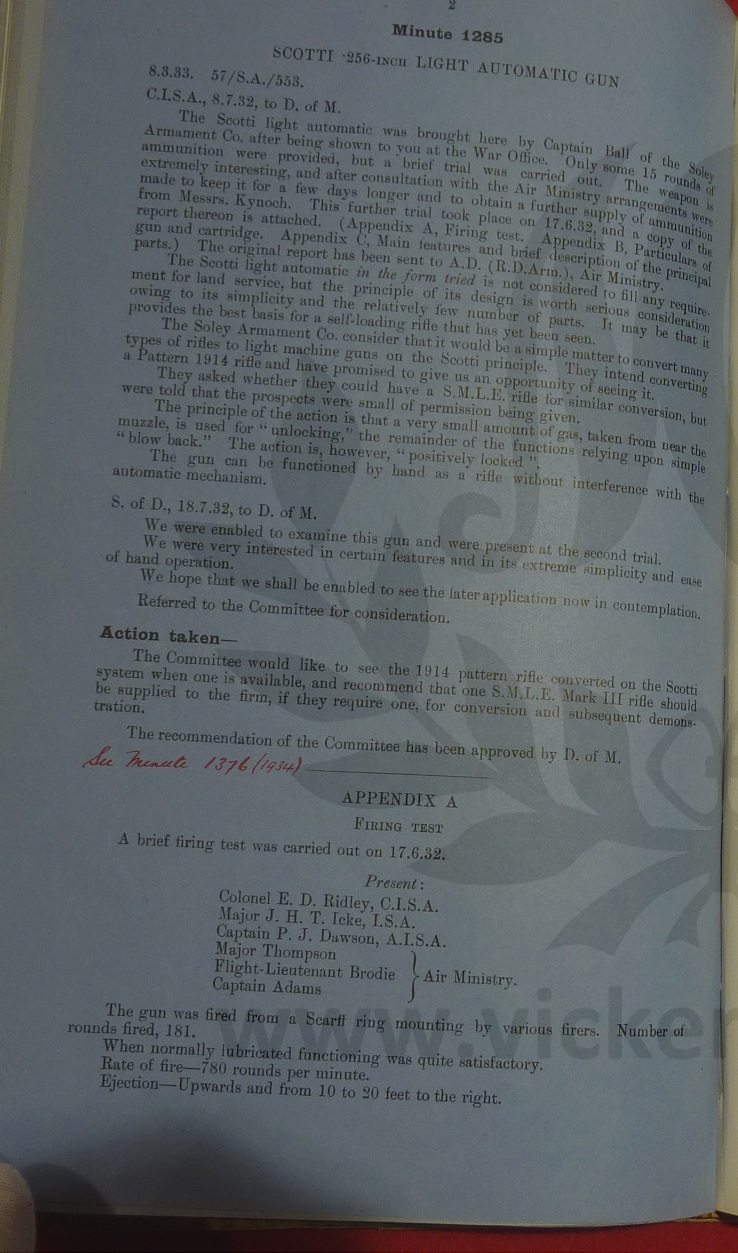 2
Minute 1285
SCOTTI ·256-INCH LIGHT AUTOMATIC GUN
8.3.33. 57/S.A./553.
C.I.S.A., 8.7.32, to D. of M.
The Scotti light automatic was brought here by Captain Ball of the Soley
Armament Co. after being shown to you at the War Office. Only some 15 rounds of
ammunition were provided, but a brief trial was carried out. The weapon is
extremely interesting, and after consultation with the Air Ministry arrangements were
made to keep it for a few days longer and to obtain a further supply of ammunition
from Messrs. Kynoch. This further trial took place on 17.6.32, and a copy of the
report thereon is attached. (Appendix A, Firing test. Appendix B, Particulars of
gun and cartridge. Appendix C, Main features and brief description of the principal
parts.) The original report has been sent to A.D. (R.D.Arm.), Air Ministry.
The Scotti light automatic in the form tried is not considered to fill any require-
ment for land service, but the principle of its design is worth serious consideration
owing to its simplicity and the relatively few number of parts. It may be that it
provides the best basis for a self-loading rifle that has yet been seen.
The Soley Armament Co. consider that it would be a simple matter to convert many
types of rifles to light machine guns on the Scotti principle. They intend converting
a Pattern 1914 rifle and have promised to give us an opportunity of seeing it.
They asked whether they could have a S.M.L.E. rifle for similar conversion, but
were told that the prospects were small of permission being given.
The principle of the action is that a very small amount of gas, taken from near the
muzzle, is used for “ unlocking,” the remainder of the functions relying upon simple
“ blow back.” The action is, however, “ positively locked ”.
The gun can be functioned by hand as a rifle without interference with the
automatic mechanism.
S. of D., 18.7.32, to D. of M.
We were enabled to examine this gun and were present at the second trial.
We were very interested in certain features and in its extreme simplicity and ease
of hand operation.
We hope that we shall be enabled to see the later application now in contemplation.
Referred to the Committee for consideration.
Action taken—
The Committee would like to see the 1914 pattern rifle converted on the Scotti
system when one is available, and recommend that one S.M.L.E. Mark III rifle should
be supplied to the firm, if they require one, for conversion and subsequent demons-
tration.
The recommendation of the Committee has been approved by D. of M.
See Minute 1376 (1934)
APPENDIX A
FIRING TEST
A brief firing test was carried out on 17.6.32.
Present :
Colonel E. D. Ridley, C.I.S.A.
Major J. H. T. Icke, I.S.A.
Captain P. J. Dawson, A.I.S.A.
Major Thompson
Flight-Lieutenant Brodie } Air Ministry.
Captain Adams
The gun was fired from a Scarff ring mounting by various firers. Number of
rounds fired, 181.
When normally lubricated functioning was quite satisfactory.
Rate of fire—780 rounds per minute.
Ejection—Upwards and from 10 to 20 feet to the right.
www.vicker